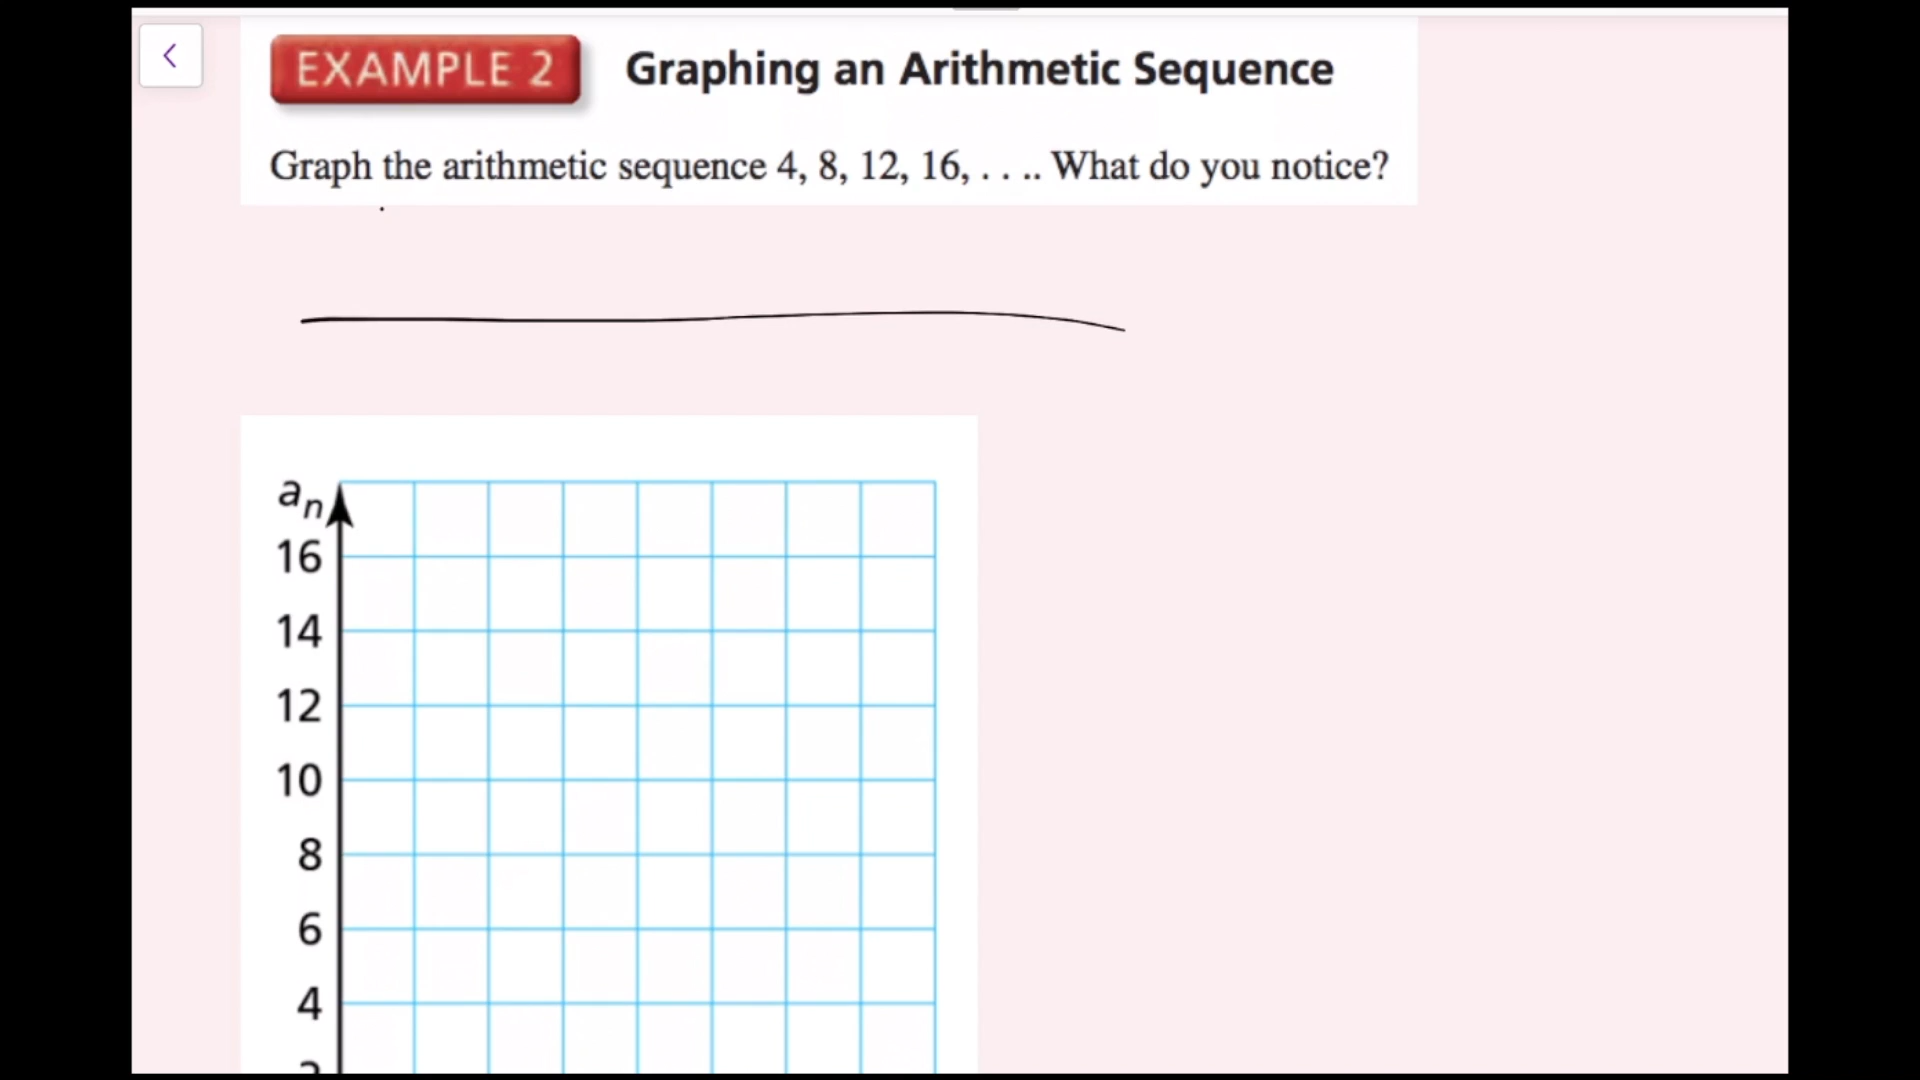 EXAMPLE 2 Graphing an Arithmetic Sequence
Graph the arithmetic sequence 4, 8, 12, 16, . . .. What do you notice?
an
16
14
12
10
8
6
4